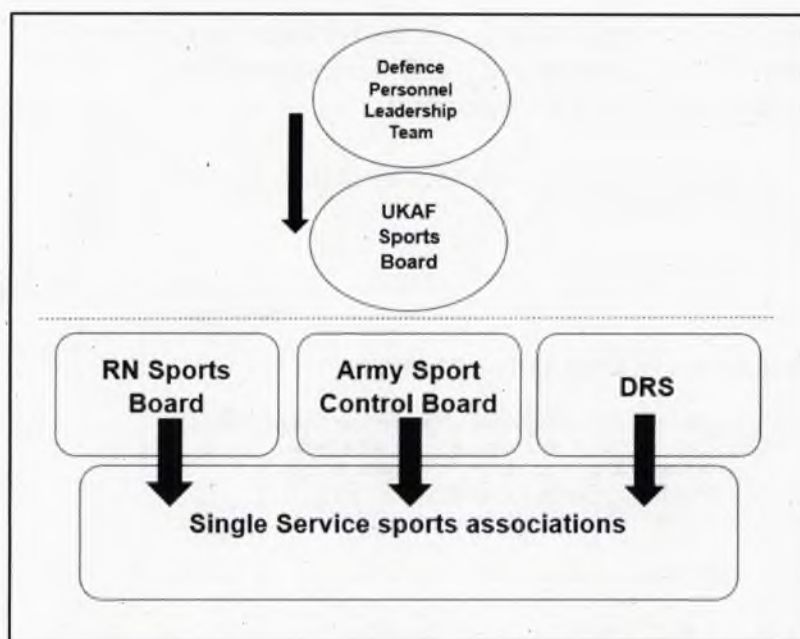 Defence
Personnel
Leadership
Team
UKAF
Sports
Board
RN Sports
Board
Army Sport
Control Board
DRS
Single Service sports associations